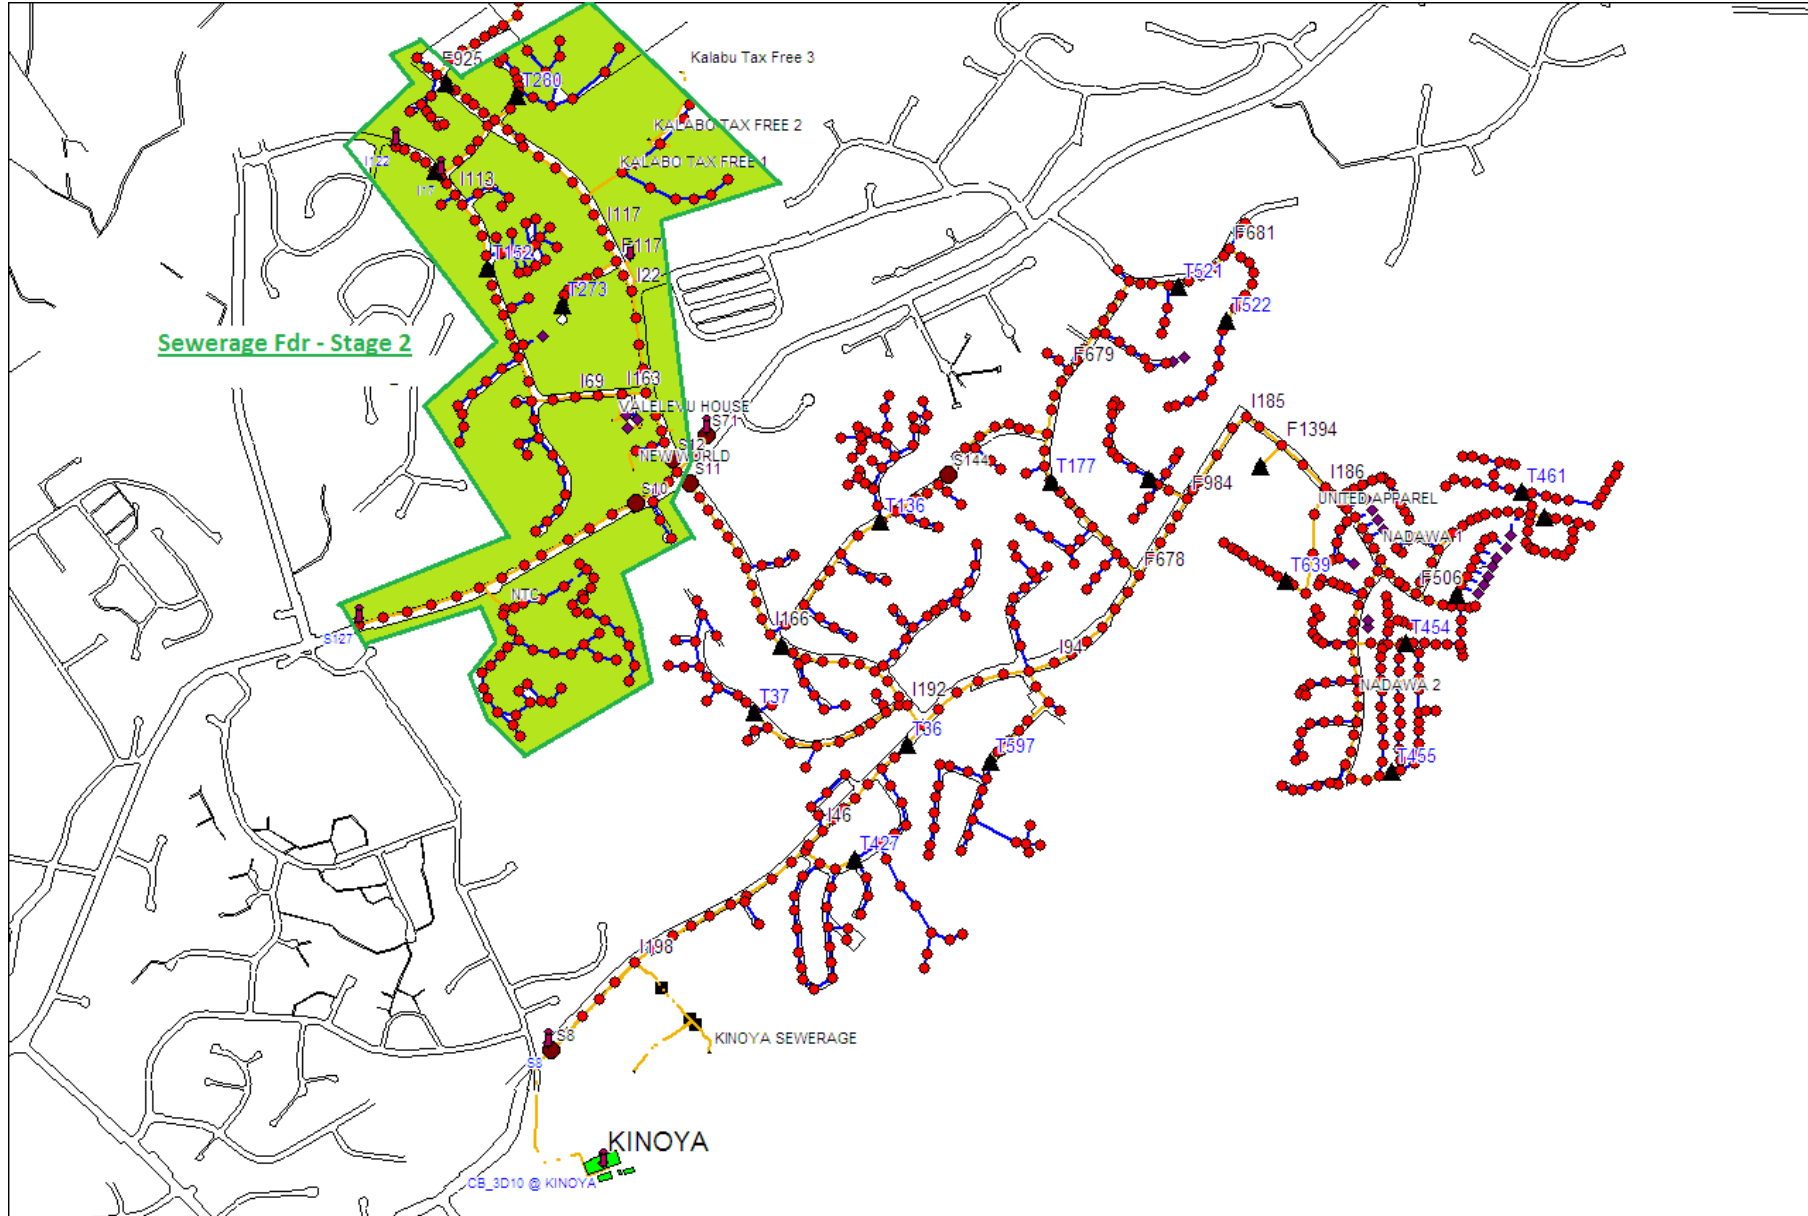 F925
Kalabu Tax Free 3
T280
KALABO TAX FREE 2
I122
KALABO TAX FREE 1
I17
I113
I117
T152
F117
F681
I22
T521
T273
T522
Sewerage Fdr - Stage 2
F679
I69
I163
VALELEVU HOUSE
I185
S71
F1394
S12
NEW WORLD
S11
S144
T177
I186
T461
S10
F984
UNITED APPAREL
T136
NADAWA 1
F678
T639
F506
NTC
I166
T454
S127
I94
NADAWA 2
I192
T37
T36
T597
T455
I46
T427
I198
S8
KINOYA SEWERAGE
S8
KINOYA
CB_3D10 @ KINOYA